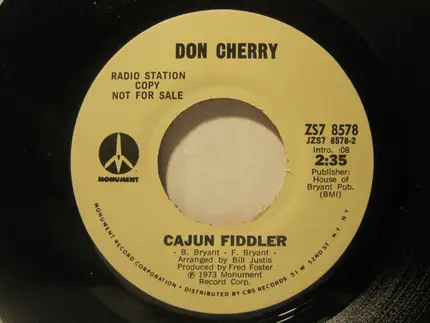 DON CHERRY
RADIO STATION
COPY
NOT FOR SALE
ZS7 8578
JZS7 8578-2
Intro. :08
2:35
Publisher:
House of
Bryant Pub.
(BMI)
MONUMENT
CAJUN FIDDLER
- B. Bryant - F. Bryant -
Arranged by Bill Justis
Produced by Fred Foster
℗ 1973 Monument
Record Corp.
MONUMENT RECORD CORPORATION • DISTRIBUTED BY CBS RECORDS 51 W 52ND ST N.Y. N.Y.